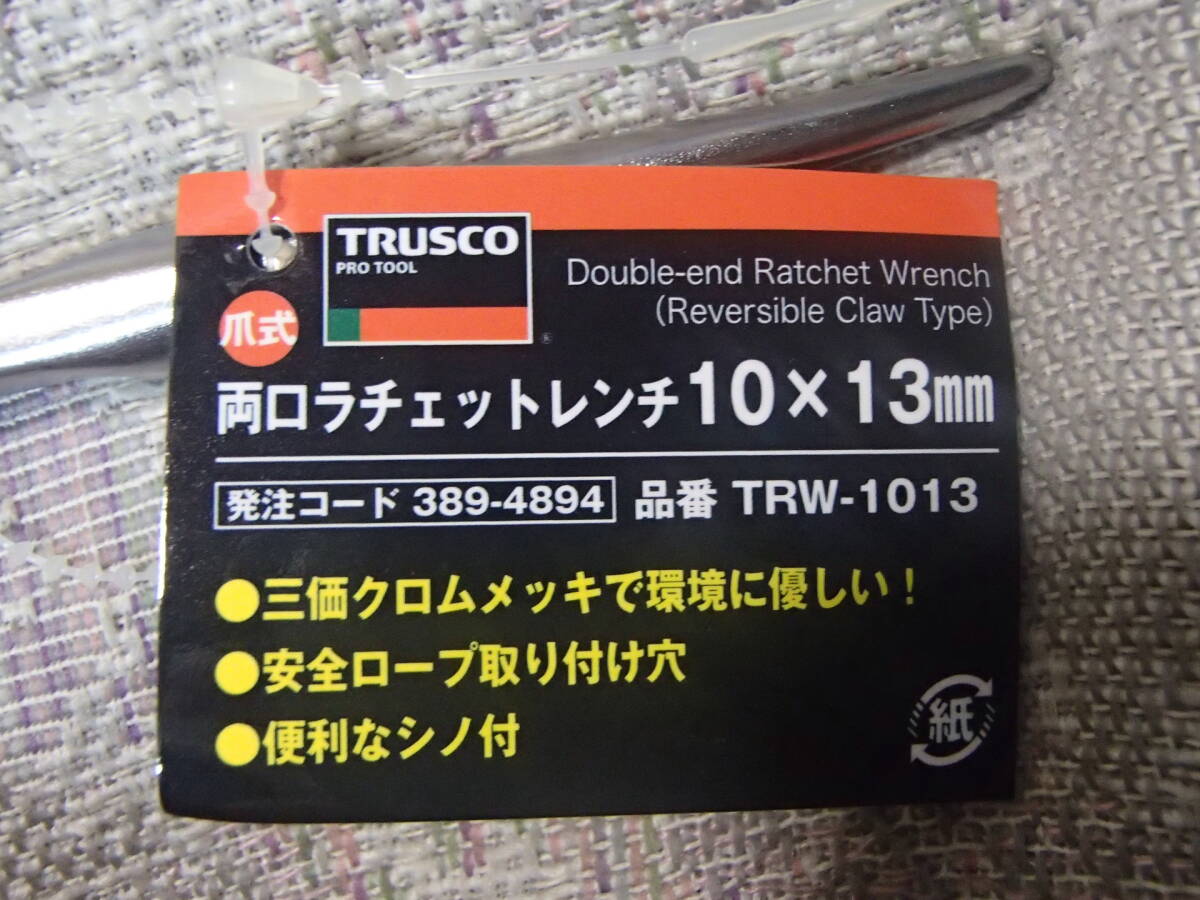 TRUSCO
PRO TOOL
®
Double-end Ratchet Wrench
(Reversible Claw Type)
爪式
両口ラチェットレンチ10×13mm
発注コード 389-4894 品番 TRW-1013
●三価クロムメッキで環境に優しい!
●安全ロープ取り付け穴
●便利なシノ付
紙